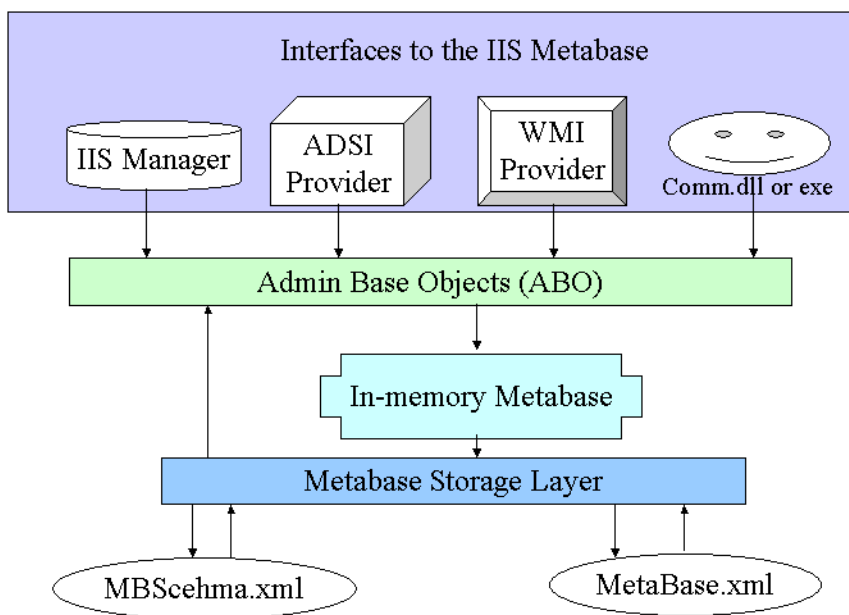 Interfaces to the IIS Metabase
IIS Manager
ADSI
Provider
WMI
Provider
Comm.dll or exe
Admin Base Objects (ABO)
In-memory Metabase
Metabase Storage Layer
MBScehma.xml
MetaBase.xml